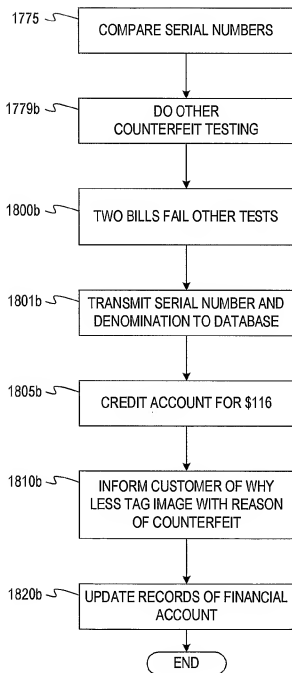 1775
COMPARE SERIAL NUMBERS
1779b
DO OTHER
COUNTERFEIT TESTING
1800b
TWO BILLS FAIL OTHER TESTS
1801b
TRANSMIT SERIAL NUMBER AND
DENOMINATION TO DATABASE
1805b
CREDIT ACCOUNT FOR $116
1810b
INFORM CUSTOMER OF WHY
LESS TAG IMAGE WITH REASON
OF COUNTERFEIT
1820b
UPDATE RECORDS OF FINANCIAL
ACCOUNT
END